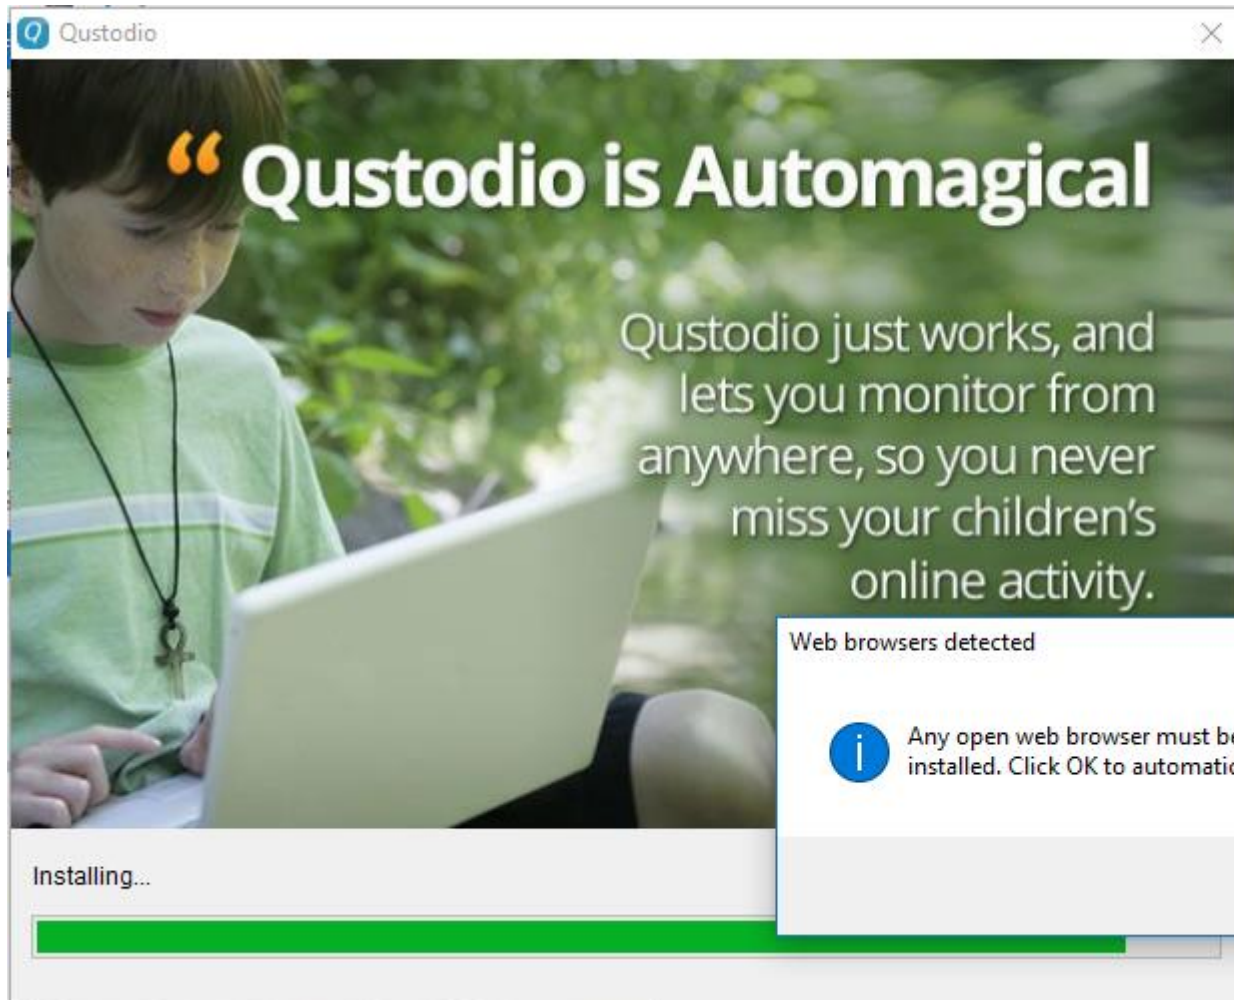 Qustodio
“ Qustodio is Automagical
Qustodio just works, and
lets you monitor from
anywhere, so you never
miss your children's
online activity.
Web browsers detected
Any open web browser must be
installed. Click OK to
Installing...